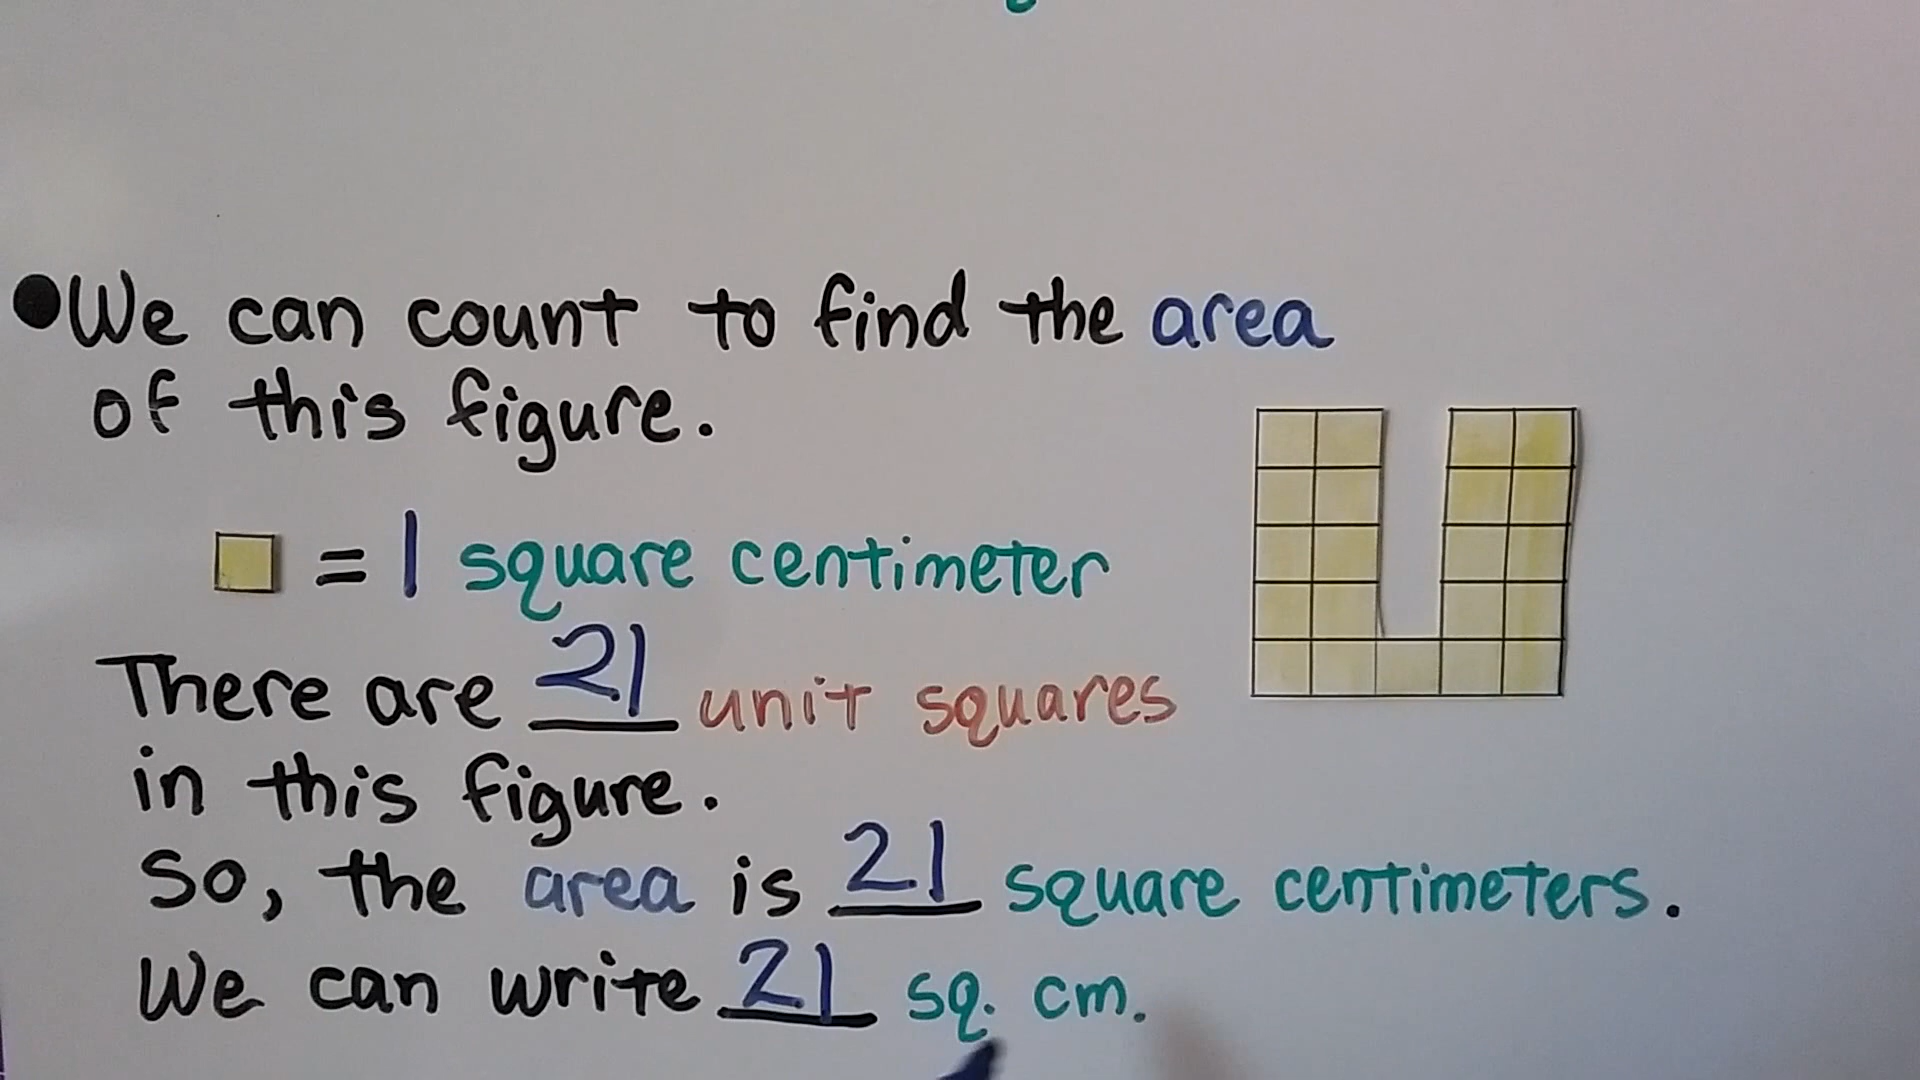 We can count to find the area
of this figure.
= 1 square centimeter
There are 21 unit squares
in this figure.
So, the area is 21 square centimeters.
We can write 21 sq. cm.